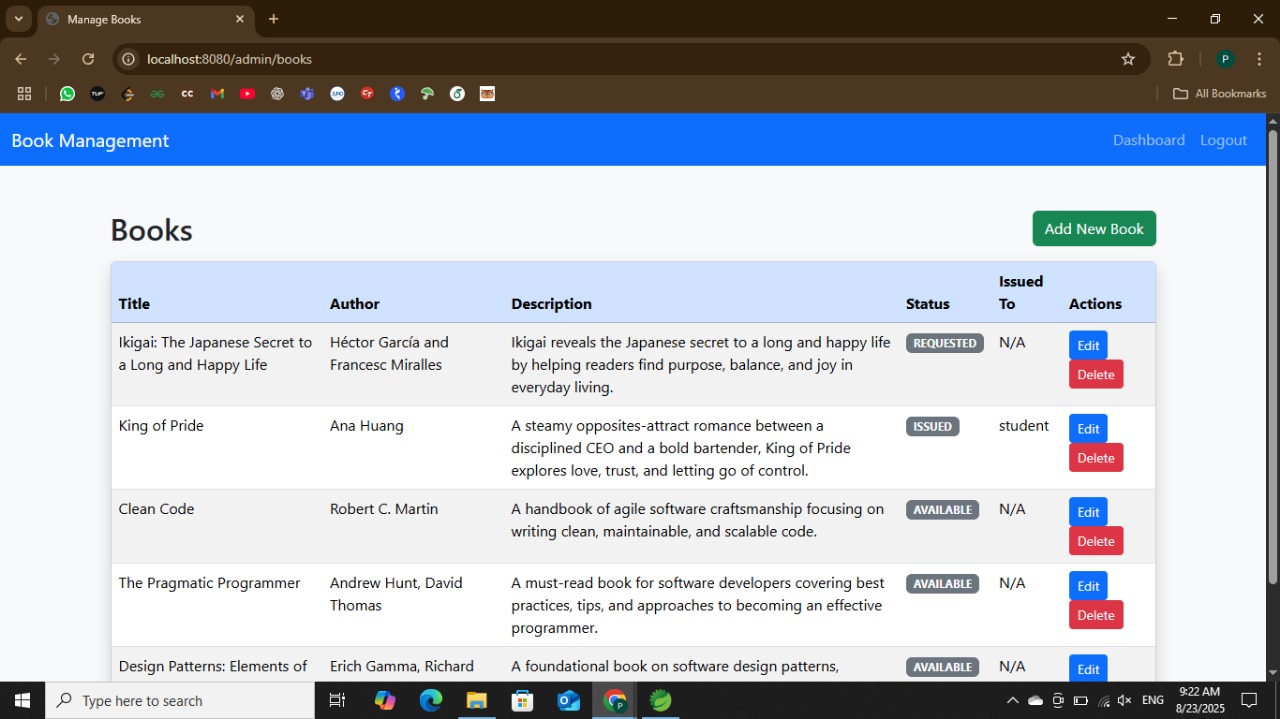 Manage Books
localhost:8080/admin/books
P
TUF
CC
JUNO
CT
All Bookmarks
Book Management
Dashboard
Logout
Books
Add New Book
Title
Author
Description
Status
Issued
To
Actions
Ikigai: The Japanese Secret to
a Long and Happy Life
Héctor García and
Francesc Miralles
Ikigai reveals the Japanese secret to a long and happy life
by helping readers find purpose, balance, and joy in
everyday living.
REQUESTED
N/A
Edit
Delete
King of Pride
Ana Huang
A steamy opposites-attract romance between a
disciplined CEO and a bold bartender, King of Pride
explores love, trust, and letting go of control.
ISSUED
student
Edit
Delete
Clean Code
Robert C. Martin
A handbook of agile software craftsmanship focusing on
writing clean, maintainable, and scalable code.
AVAILABLE
N/A
Edit
Delete
The Pragmatic Programmer
Andrew Hunt, David
Thomas
A must-read book for software developers covering best
practices, tips, and approaches to becoming an effective
programmer.
AVAILABLE
N/A
Edit
Delete
Design Patterns: Elements of
Erich Gamma, Richard
A foundational book on software design patterns,
AVAILABLE
N/A
Edit
Type here to search
P
ENG
9:22 AM
8/23/2025